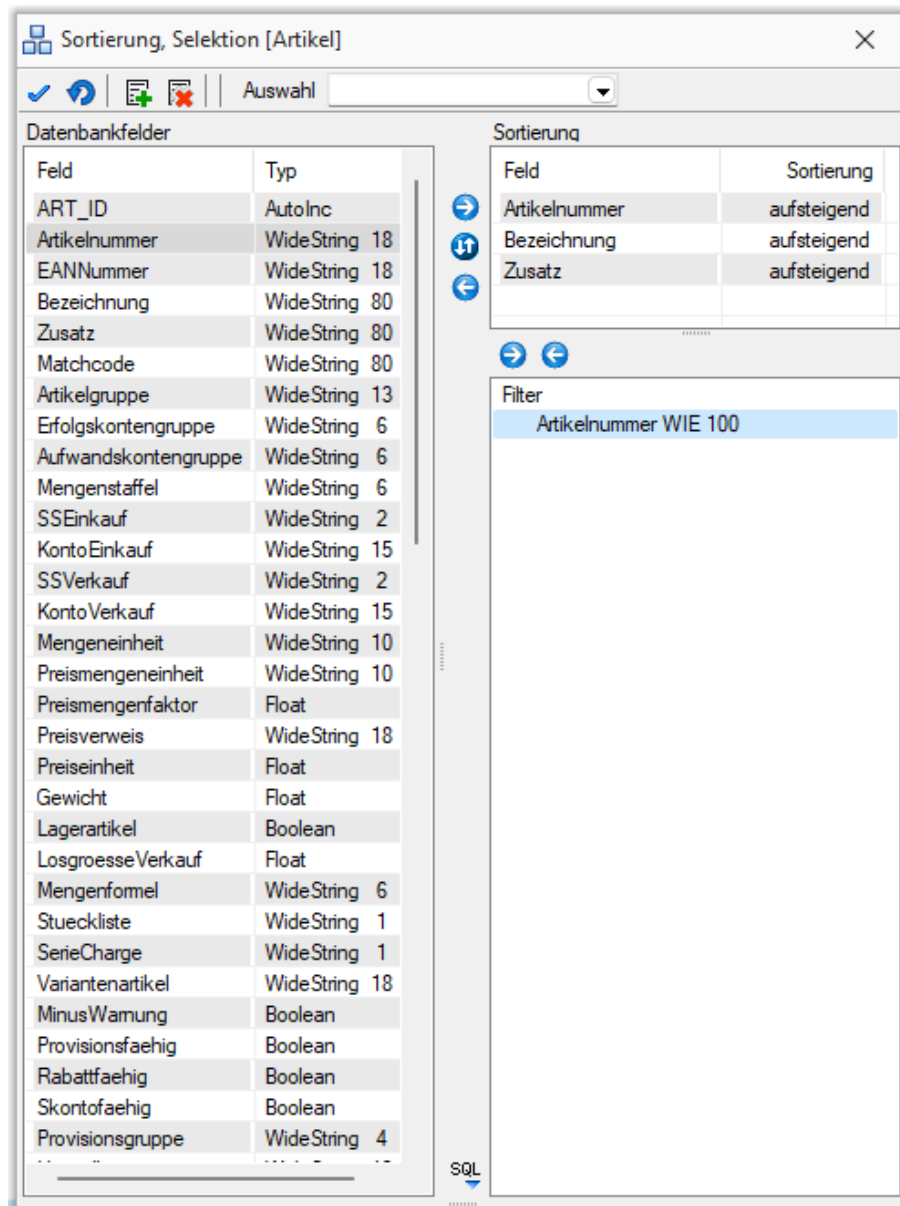 Sortierung, Selektion [Artikel]
Auswahl
Datenbankfelder
Feld Typ
ART_ID AutoInc
Artikelnummer WideString 18
EANNummer WideString 18
Bezeichnung WideString 80
Zusatz WideString 80
Matchcode WideString 80
Artikelgruppe WideString 13
Erfolgskontengruppe WideString 6
Aufwandskontengruppe WideString 6
Mengenstaffel WideString 6
SSEinkauf WideString 2
KontoEinkauf WideString 15
SSVerkauf WideString 2
KontoVerkauf WideString 15
Mengeneinheit WideString 10
Preismengeneinheit WideString 10
Preismengenfaktor Float
Preisverweis WideString 18
Preiseinheit Float
Gewicht Float
Lagerartikel Boolean
LosgroesseVerkauf Float
Mengenformel WideString 6
Stueckliste WideString 1
SerieCharge WideString 1
Variantenartikel WideString 18
MinusWarnung Boolean
Provisionsfaehig Boolean
Rabattfaehig Boolean
Skontofaehig Boolean
Provisionsgruppe WideString 4
Sortierung
Feld Sortierung
Artikelnummer aufsteigend
Bezeichnung aufsteigend
Zusatz aufsteigend
Filter
Artikelnummer WIE 100
SQL